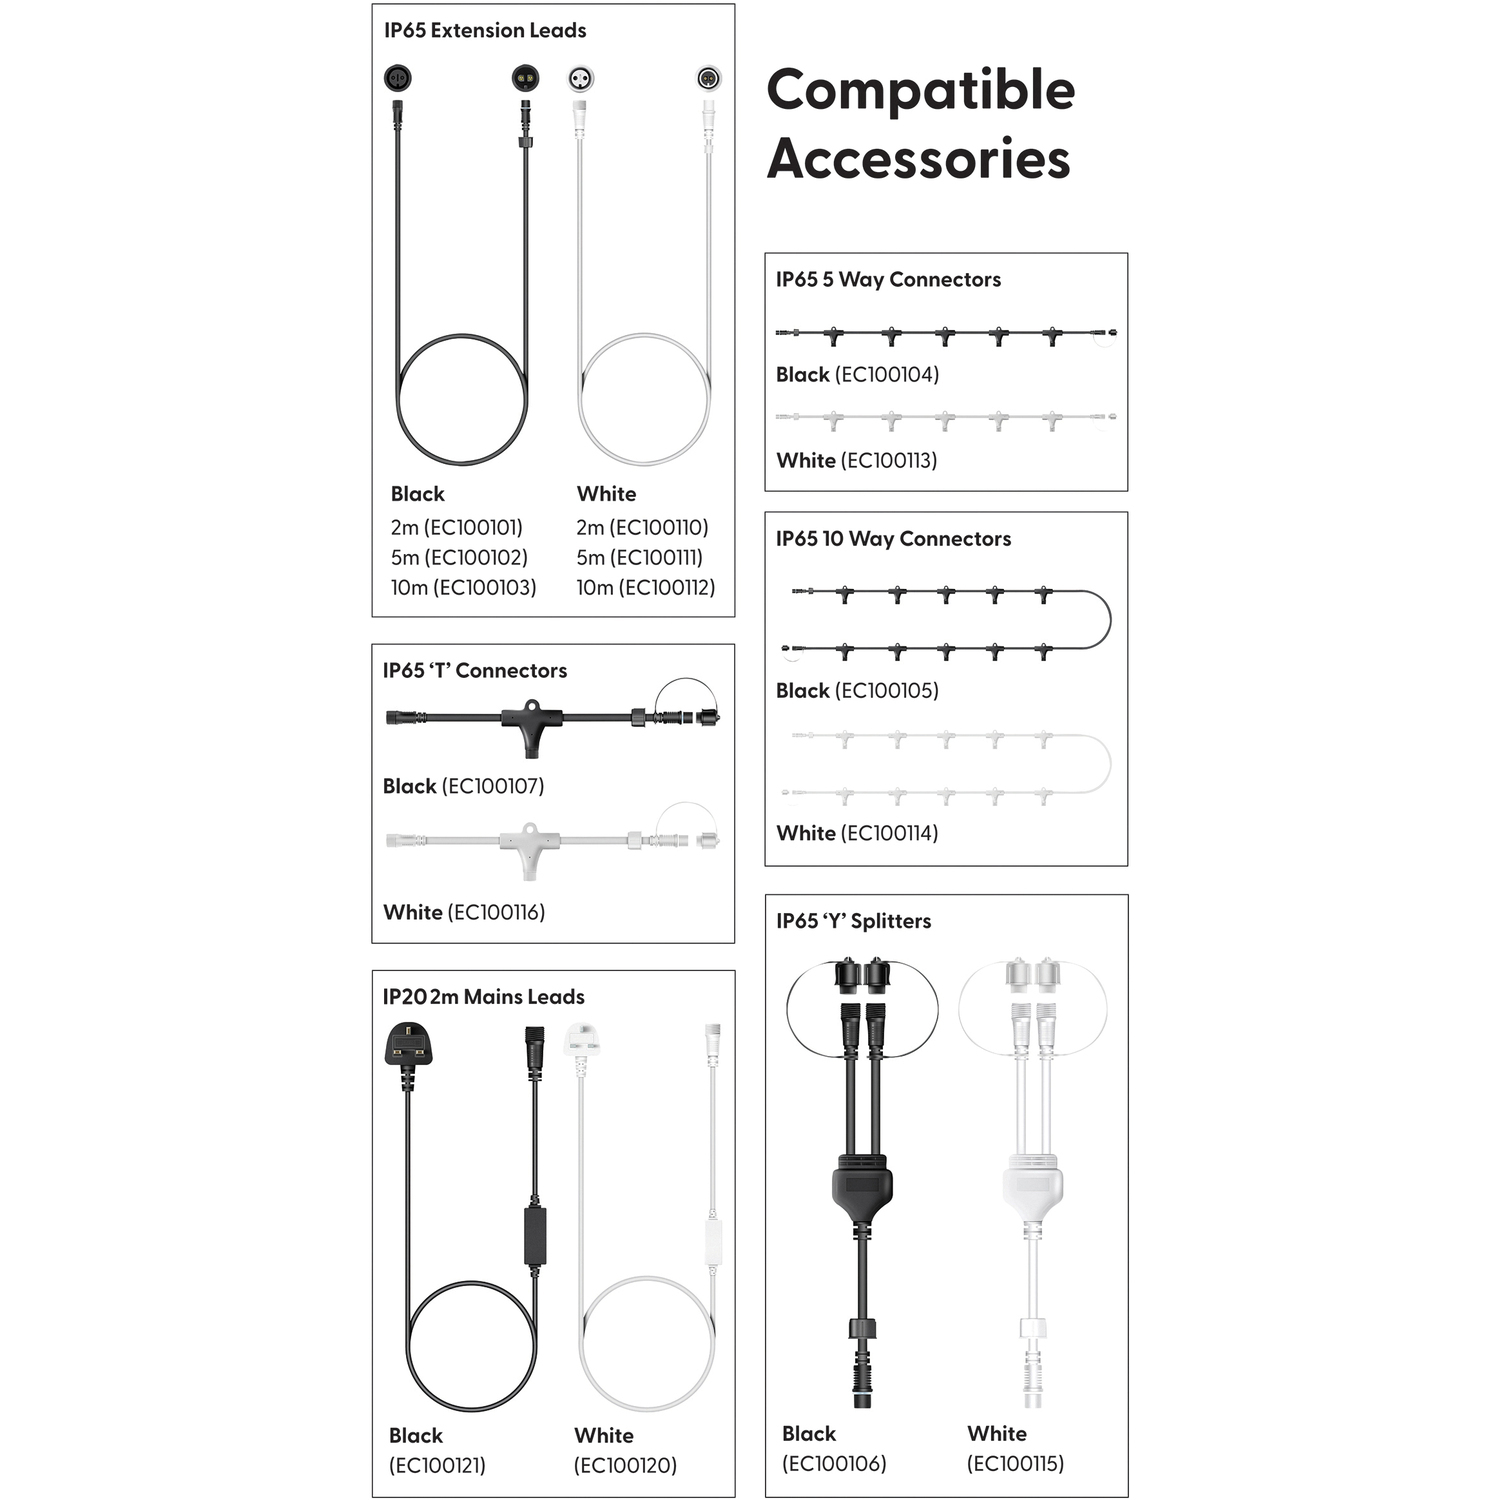 Compatible
Accessories
IP65 Extension Leads
Black
2m (EC100101)
5m (EC100102)
10m (EC100103)
White
2m (EC100110)
5m (EC100111)
10m (EC100112)
IP65 ‘T’ Connectors
Black (EC100107)
White (EC100116)
IP20 2m Mains Leads
Black
(EC100121)
White
(EC100120)
IP65 5 Way Connectors
Black (EC100104)
White (EC100113)
IP65 10 Way Connectors
Black (EC100105)
White (EC100114)
IP65 ‘Y’ Splitters
Black
(EC100106)
White
(EC100115)